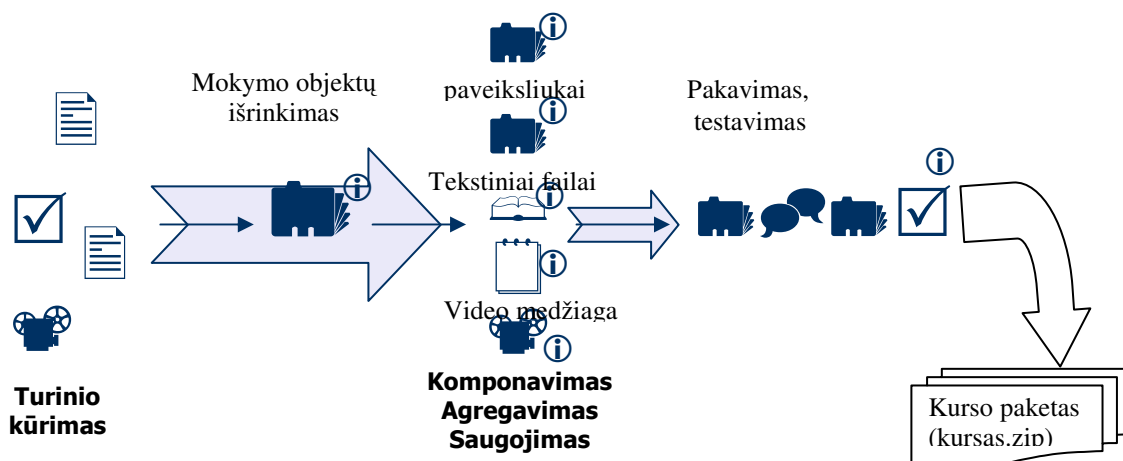 Mokymo objektų
išrinkimas
paveiksliukai
Tekstiniai failai
Video medžiaga
Pakavimas,
testavimas
Turinio
kūrimas
Komponavimas
Agregavimas
Saugojimas
Kurso paketas
(kursas.zip)